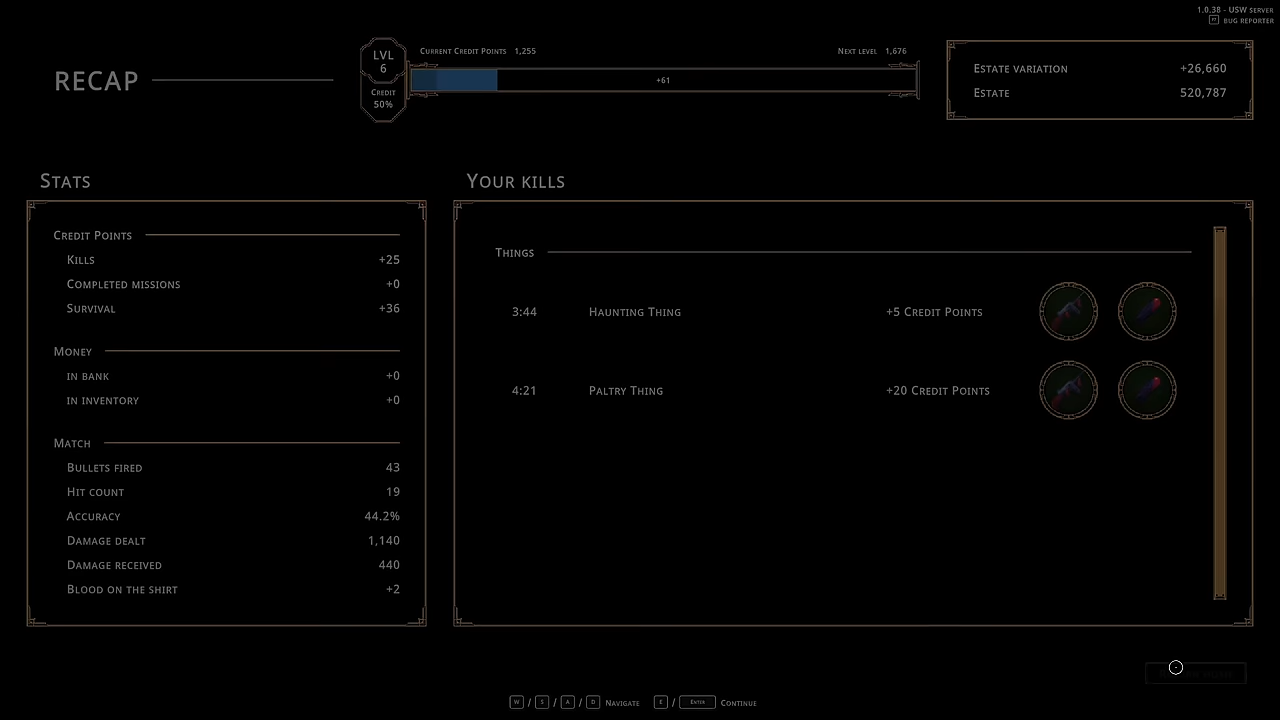 1.0.38 - USW server
F7 bug reporter
RECAP
LVL
6
Credit
50%
Current Credit Points 1,255
Next level 1,676
+61
Estate variation +26,660
Estate 520,787
Stats
Credit Points
Kills +25
Completed missions +0
Survival +36
Money
in bank +0
in inventory +0
Match
Bullets fired 43
Hit count 19
Accuracy 44.2%
Damage dealt 1,140
Damage received 440
Blood on the shirt +2
Your kills
Things
3:44 Haunting Thing +5 Credit Points
4:21 Paltry Thing +20 Credit Points
W / S / A / D Navigate E / Enter Continue